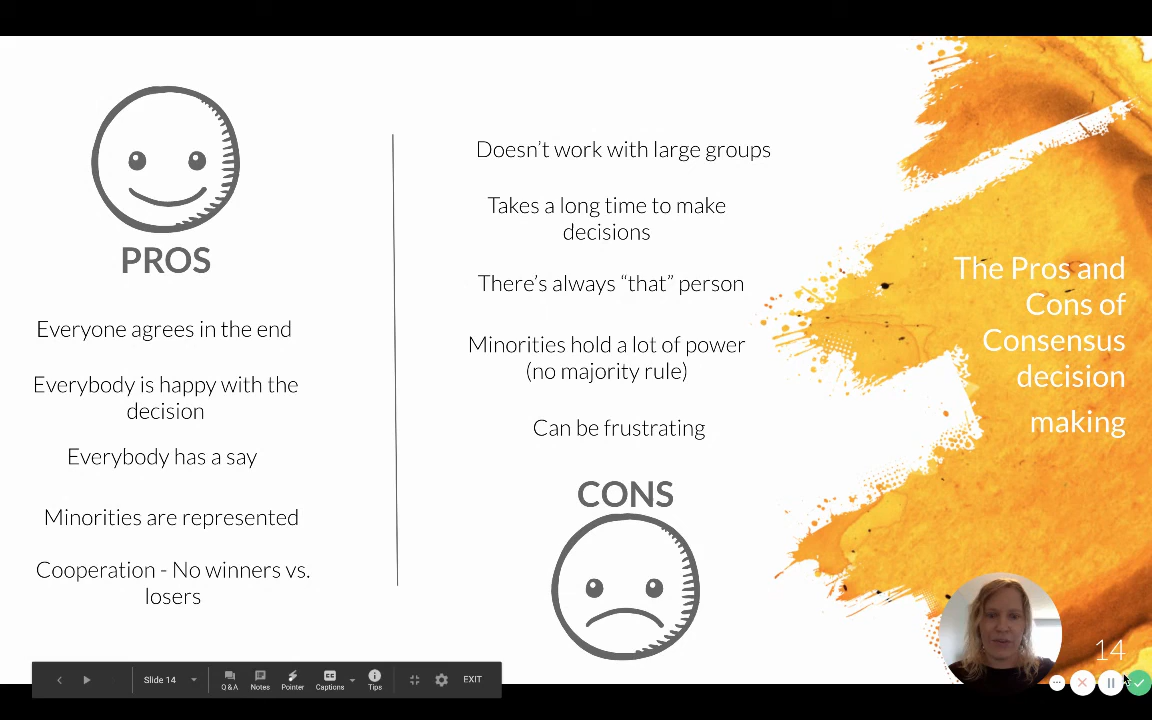 PROS
Everyone agrees in the end
Everybody is happy with the
decision
Everybody has a say
Minorities are represented
Cooperation - No winners vs.
losers
Doesn't work with large groups
Takes a long time to make
decisions
There's always “that” person
Minorities hold a lot of power
(no majority rule)
Can be frustrating
CONS
The Pros and
Cons of
Consensus
decision
making
14
Slide 14
Q&A
Notes
Pointer
Captions
Tips
EXIT